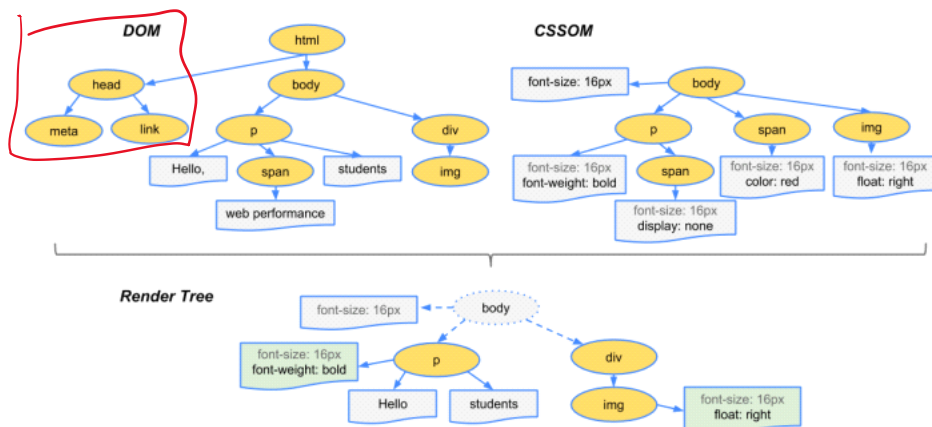 DOM
html
head
body
meta
link
p
div
Hello,
span
students
img
web performance
CSSOM
font-size: 16px
body
p
span
img
font-size: 16px
font-weight: bold
span
font-size: 16px
color: red
font-size: 16px
float: right
font-size: 16px
display: none
Render Tree
font-size: 16px
body
font-size: 16px
font-weight: bold
p
div
Hello
students
img
font-size: 16px
float: right